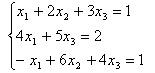 x₁ + 2x₂ + 3x₃ = 1
4x₁ + 5x₃ = 2
− x₁ + 6x₂ + 4x₃ = 1